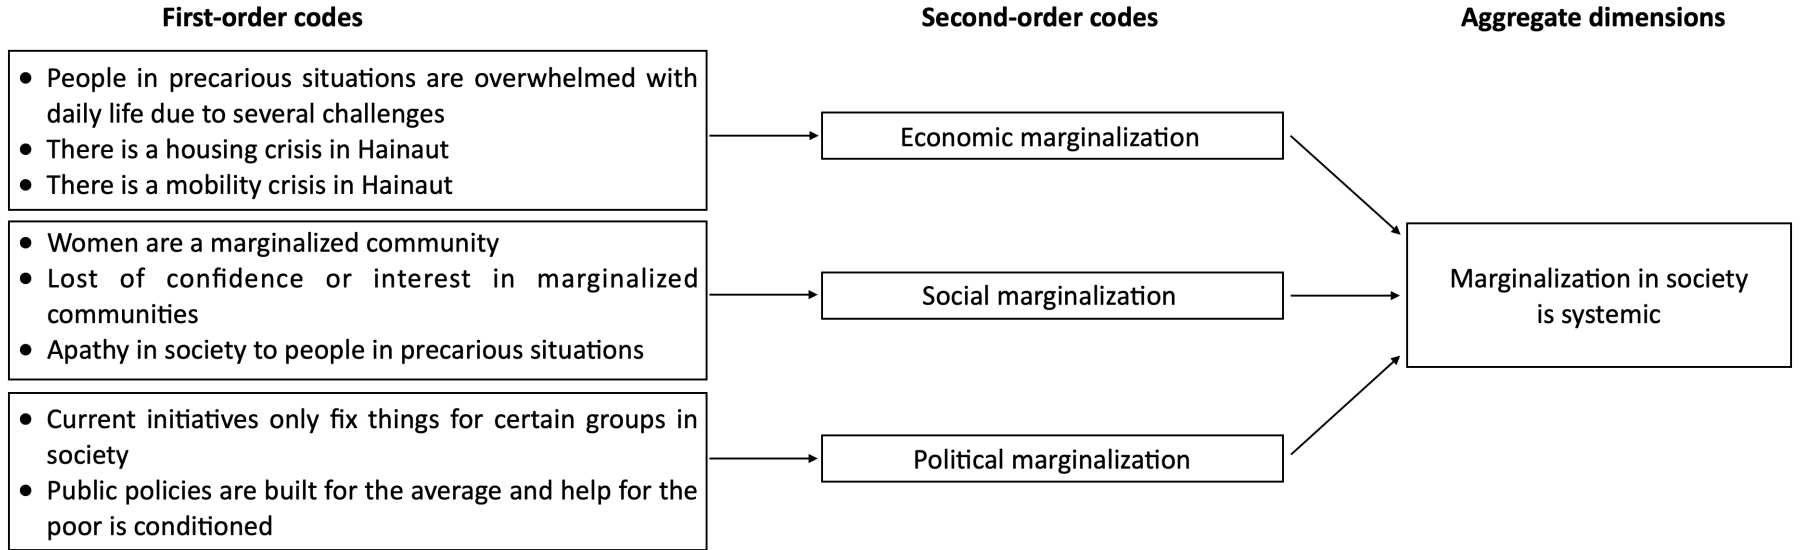 First-order codes
Second-order codes
Aggregate dimensions
● People in precarious situations are overwhelmed with
daily life due to several challenges
● There is a housing crisis in Hainaut
● There is a mobility crisis in Hainaut
Economic marginalization
● Women are a marginalized community
● Lost of confidence or interest in marginalized
communities
● Apathy in society to people in precarious situations
Social marginalization
● Current initiatives only fix things for certain groups in
society
● Public policies are built for the average and help for the
poor is conditioned
Political marginalization
Marginalization in society
is systemic